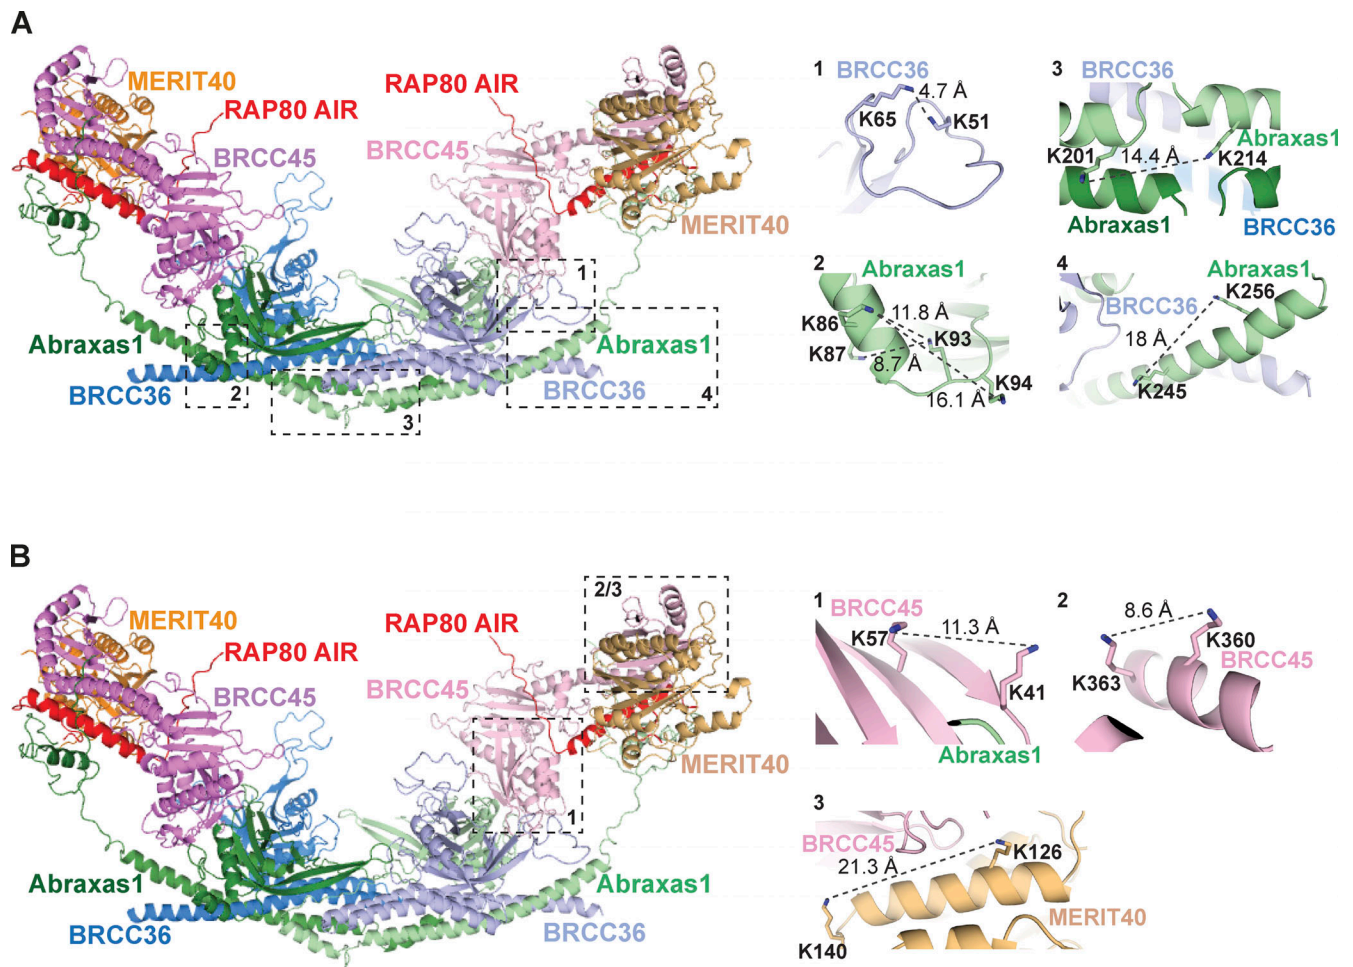 A
MERIT40
RAP80 AIR
BRCC45
RAP80 AIR
BRCC45
MERIT40
Abraxas1
BRCC36
Abraxas1
BRCC36
1
2
3
4
1
BRCC36
4.7 Å
K65
K51
3
BRCC36
Abraxas1
K201
14.4 Å
K214
Abraxas1
BRCC36
2
Abraxas1
11.8 Å
K86
K93
K87
8.7 Å
K94
16.1 Å
4
Abraxas1
BRCC36
K256
18 Å
K245
B
2/3
MERIT40
RAP80 AIR
BRCC45
RAP80 AIR
BRCC45
MERIT40
1
Abraxas1
BRCC36
Abraxas1
BRCC36
1
BRCC45
K57
11.3 Å
K41
Abraxas1
2
8.6 Å
K360
BRCC45
K363
3
BRCC45
21.3 Å
K126
MERIT40
K140